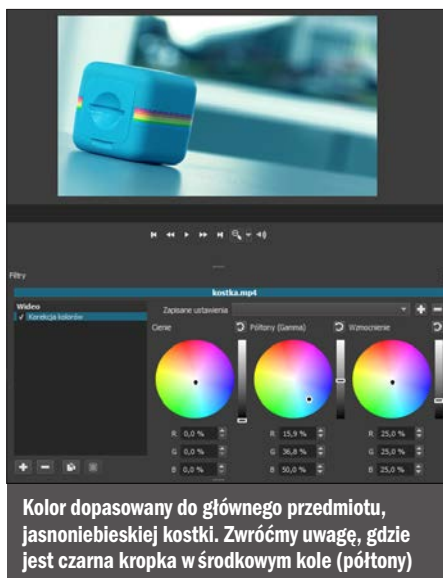 Filtry
kostka.mp4
Wideo
Zapisane ustawienia
✓ Korekcja kolorów
Cienie
Półtony (Gamma)
Wzmocnienie
R 0,0 % R 15,9 % R 25,0 %
G 0,0 % G 36,8 % G 25,0 %
B 0,0 % B 50,0 % B 25,0 %
Kolor dopasowany do głównego przedmiotu,
jasnoniebieskiej kostki. Zwróćmy uwagę, gdzie
jest czarna kropka w środkowym kole (półtony)